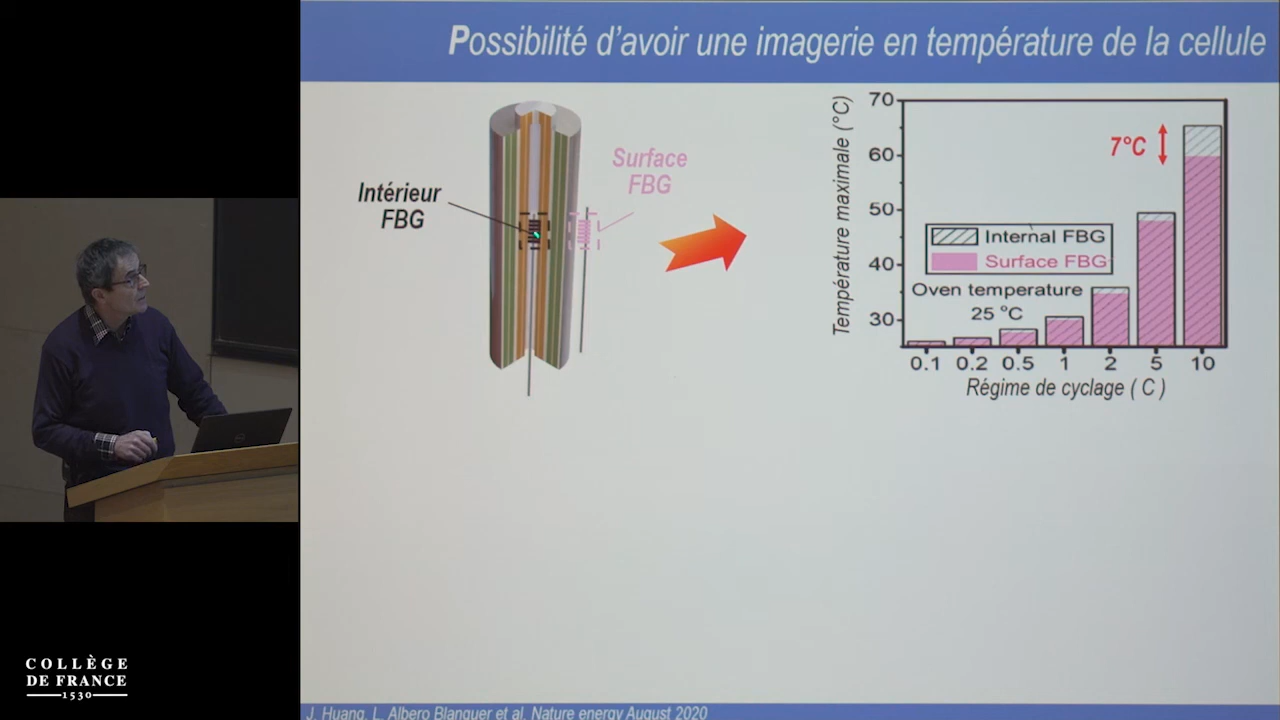 Possibilité d'avoir une imagerie en température de la cellule
Intérieur
FBG
Surface
FBG
Température maximale (°C)
70
60
50
40
30
7°C
Internal FBG
Surface FBG
Oven temperature
25 °C
0.1 0.2 0.5 1 2 5 10
Régime de cyclage ( C )
J. Huang, L. Albero Blanquer et al. Nature energy August 2020
COLLÈGE
DE FRANCE
1530